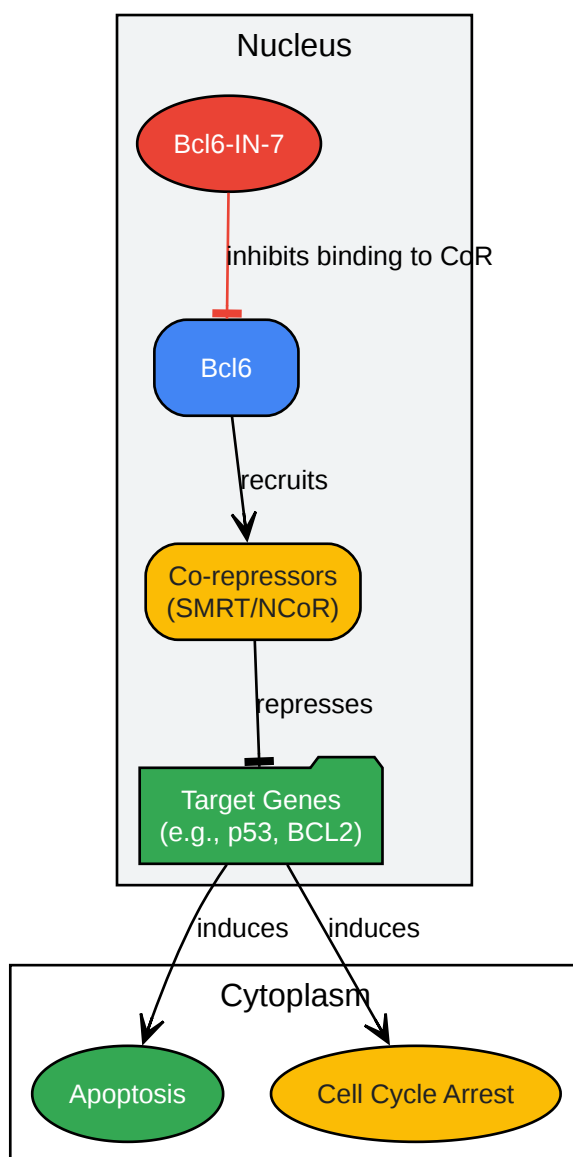 Nucleus
Bcl6-IN-7
inhibits binding to CoR
Bcl6
recruits
Co-repressors
(SMRT/NCoR)
represses
Target Genes
(e.g., p53, BCL2)
induces
induces
Cytoplasm
Apoptosis
Cell Cycle Arrest